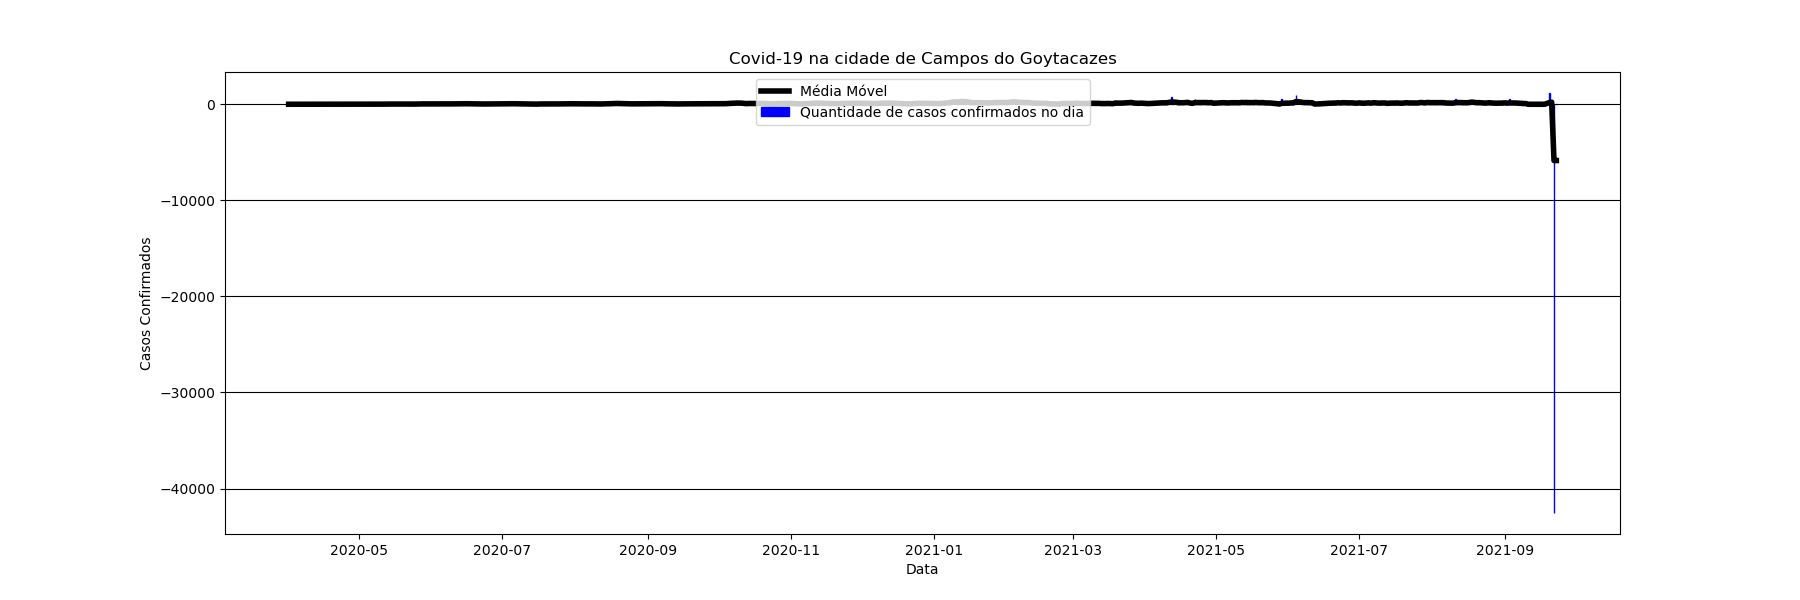 Covid-19 na cidade de Campos do Goytacazes
Média Móvel
Quantidade de casos confirmados no dia
0
−10000
−20000
−30000
−40000
Casos Confirmados
2020-05 2020-07 2020-09 2020-11 2021-01 2021-03 2021-05 2021-07 2021-09
Data